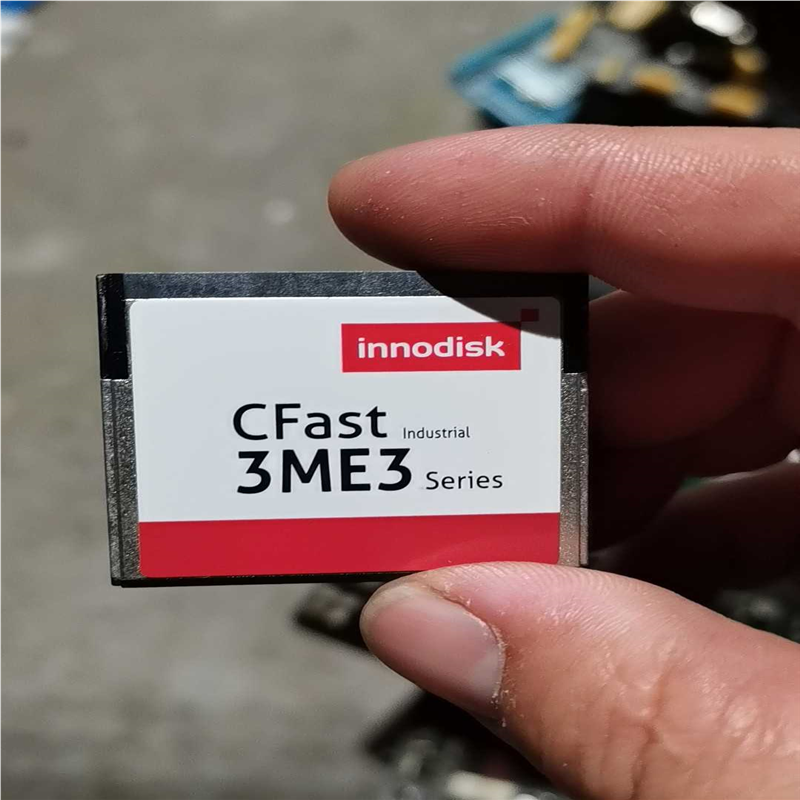 innodisk
CFast Industrial
3ME3 Series